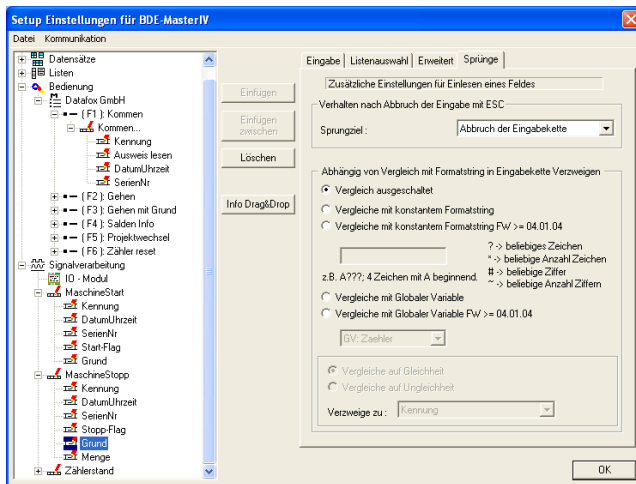 Setup Einstellungen für BDE-MasterIV
Datei Kommunikation
Datensätze
Listen
Bedienung
Datafox GmbH
( F1 ): Kommen
Kommen...
Kennung
Ausweis lesen
DatumUhrzeit
SerienNr
( F2 ): Gehen
( F3 ): Gehen mit Grund
( F4 ): Salden Info
( F5 ): Projektwechsel
( F6 ): Zähler reset
Signalverarbeitung
IO - Modul
MaschineStart
Kennung
DatumUhrzeit
SerienNr
Start-Flag
Grund
MaschineStopp
Kennung
DatumUhrzeit
SerienNr
Stopp-Flag
Grund
Menge
Zählerstand
Einfügen
Einfügen
zwischen
Löschen
Info Drag&Drop
Eingabe Listenauswahl Erweitert Sprünge
Zusätzliche Einstellungen für Einlesen eines Feldes
Verhalten nach Abbruch der Eingabe mit ESC
Sprungziel : Abbruch der Eingabekette
Abhängig von Vergleich mit Formatstring in Eingabekette Verzweigen
Vergleich ausgeschaltet
Vergleiche mit konstantem Formatstring
Vergleiche mit konstantem Formatstring FW >= 04.01.04
? -> beliebiges Zeichen
* -> beliebige Anzahl Zeichen
# -> beliebige Ziffer
~ -> beliebige Anzahl Ziffern
z.B. A???; 4 Zeichen mit A beginnend.
Vergleiche mit Globaler Variable
Vergleiche mit Globaler Variable FW >= 04.01.04
GV: Zaehler
Vergleiche auf Gleichheit
Vergleiche auf Ungleichheit
Verzweige zu : Kennung
OK